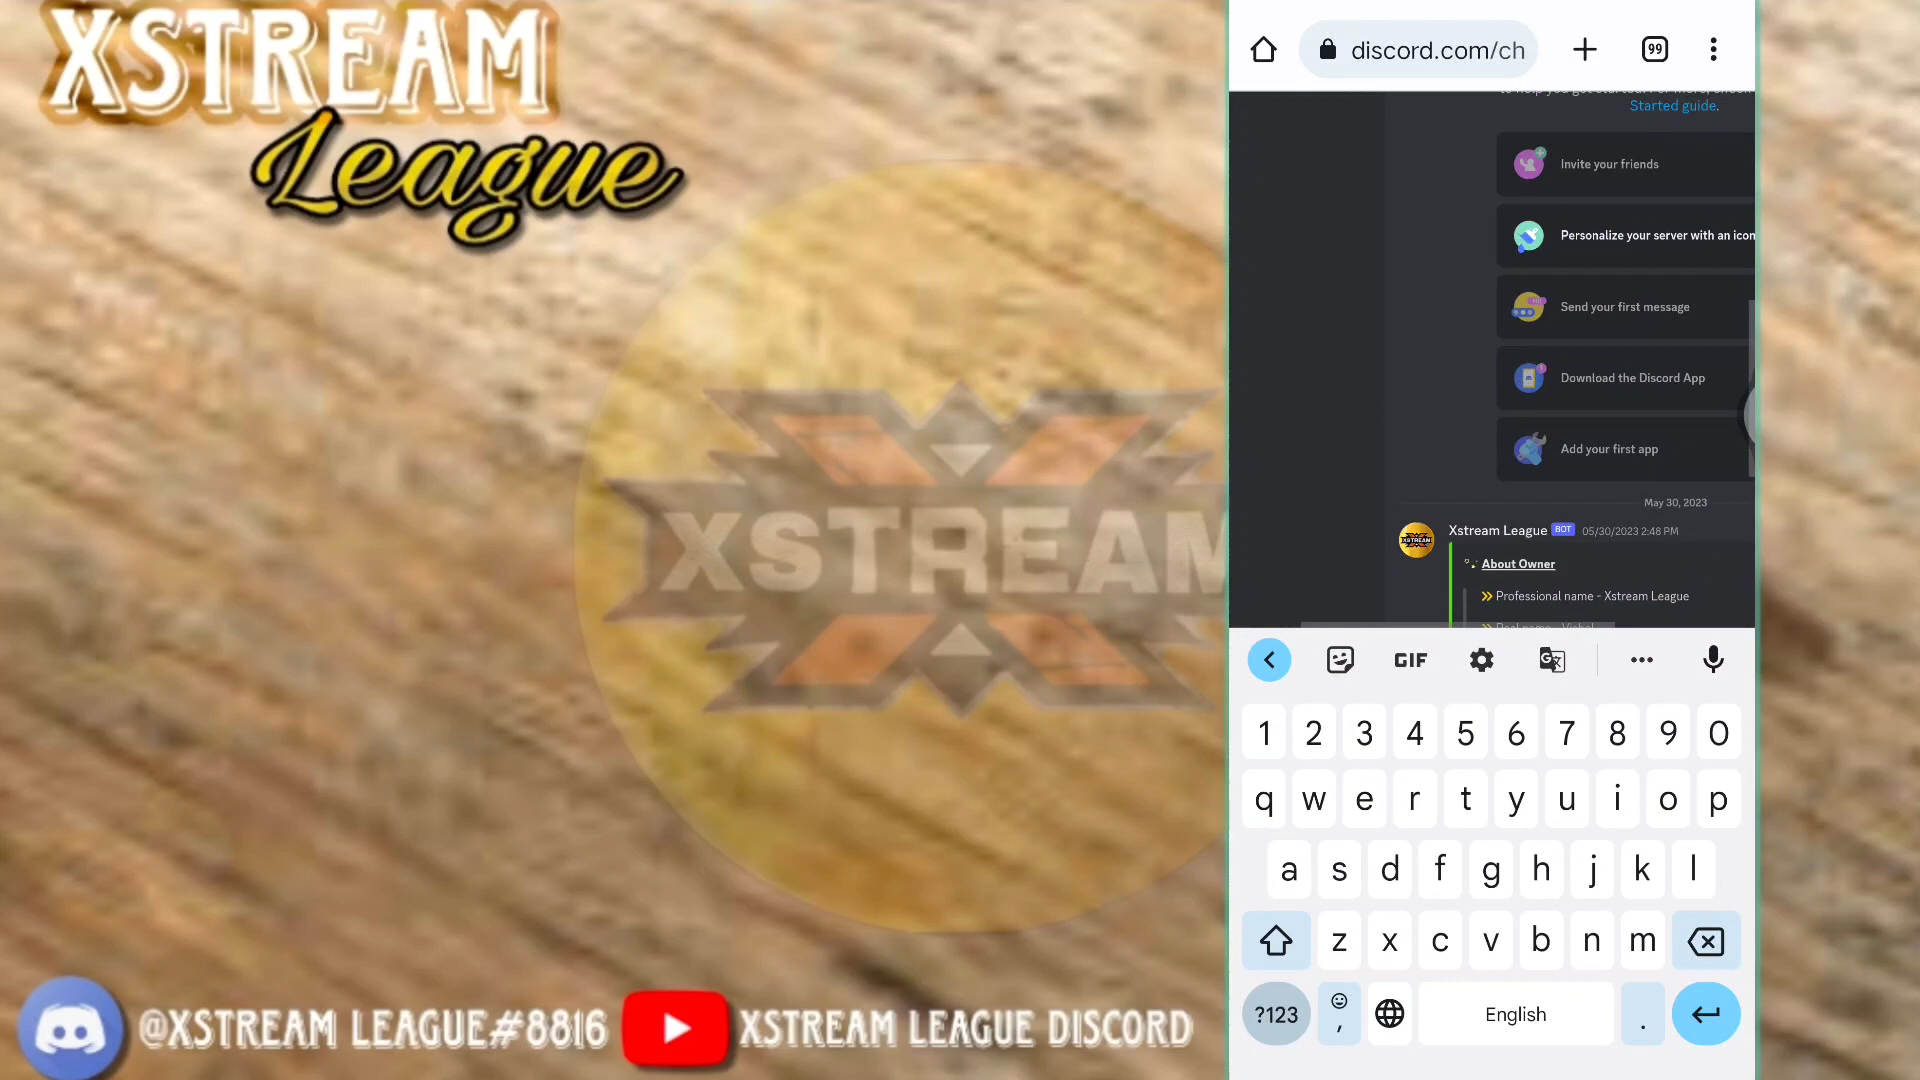 XSTREAM
League
XSTREAM
@XSTREAM LEAGUE#8816
XSTREAM LEAGUE DISCORD
discord.com/ch
99
Started guide.
Invite your friends
Personalize your server with an icon
Send your first message
Download the Discord App
Add your first app
May 30, 2023
XSTREAM
Xstream League BOT 05/30/2023 2:48 PM
About Owner
» Professional name - Xstream League
GIF
1 2 3 4 5 6 7 8 9 0
q w e r t y u i o p
a s d f g h j k l
z x c v b n m
?123 , English .